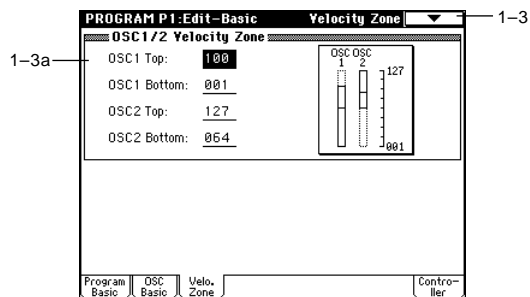 PROGRAM P1:Edit-Basic Velocity Zone
1–3
OSC1/2 Velocity Zone
1–3a
OSC1 Top: 100
OSC1 Bottom: 001
OSC2 Top: 127
OSC2 Bottom: 064
OSC OSC
1 2
127
001
Program Basic
OSC Basic
Velo. Zone
Contro-ller